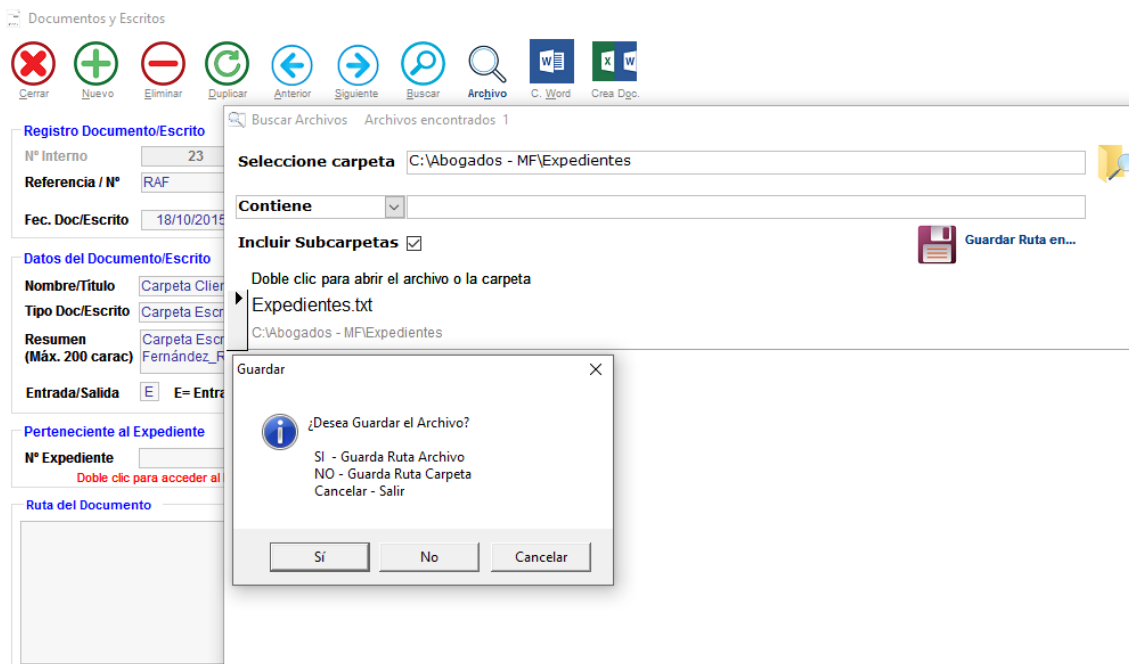 Documentos y Escritos
Cerrar Nuevo Eliminar Duplicar Anterior Siguiente Buscar Archivo C. Word Crea Doc.
Buscar Archivos Archivos encontrados 1
Registro Documento/Escrito
Nº Interno 23
Seleccione carpeta C:\Abogados - MF\Expedientes
Referencia / Nº RAF
Contiene
Fec. Doc/Escrito 18/10/2015
Incluir Subcarpetas
Guardar Ruta en...
Datos del Documento/Escrito
Doble clic para abrir el archivo o la carpeta
Nombre/Título Carpeta Clien
Expedientes.txt
Tipo Doc/Escrito Carpeta Escr
C:\Abogados - MF\Expedientes
Resumen Carpeta Escr
(Máx. 200 carac) Fernández_R
Entrada/Salida E E= Entra
Perteneciente al Expediente
Nº Expediente
Doble clic para acceder al
Ruta del Documento
Guardar
¿Desea Guardar el Archivo?
SI - Guarda Ruta Archivo
NO - Guarda Ruta Carpeta
Cancelar - Salir
Sí No Cancelar